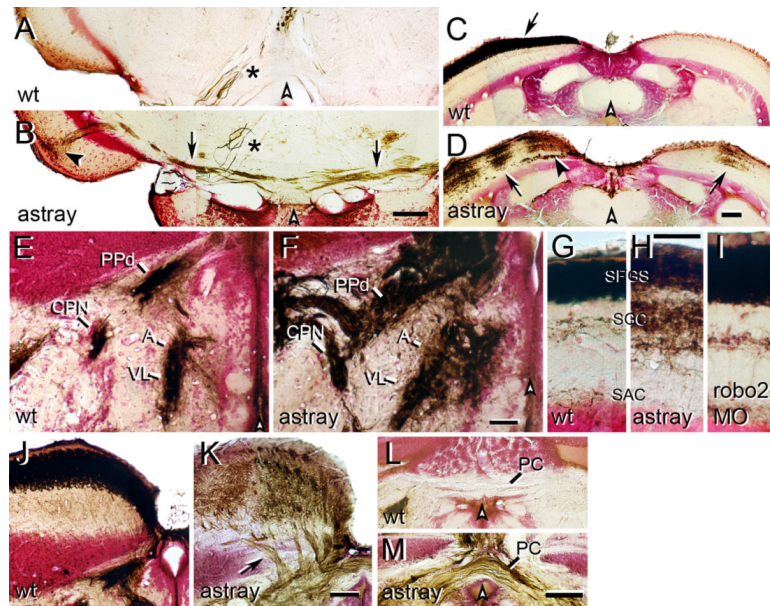 A
wt
B
astray
C
wt
D
astray
E
PPd
CPN
A
VL
wt
F
PPd
CPN
A
VL
astray
G
H
I
SFGS
SGC
SAC
wt
astray
robo2
MO
J
wt
K
astray
L
PC
wt
M
PC
astray